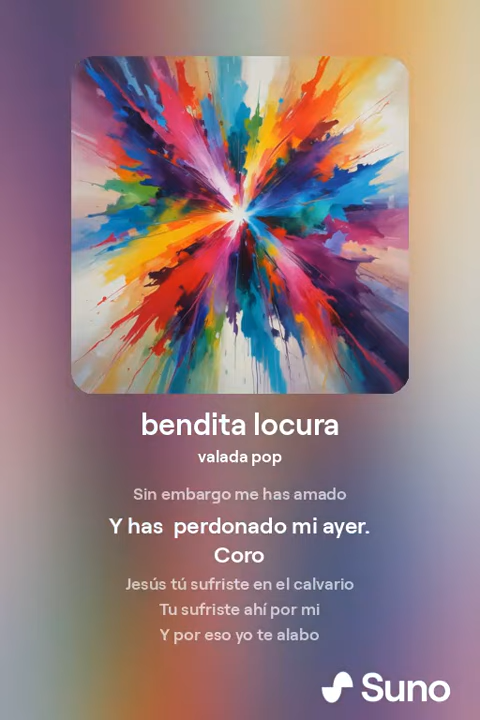 bendita locura
valada pop
Sin embargo me has amado
Y has  perdonado mi ayer.
Coro
Jesús tú sufriste en el calvario
Tu sufriste ahí por mi
Y por eso yo te alabo
Suno